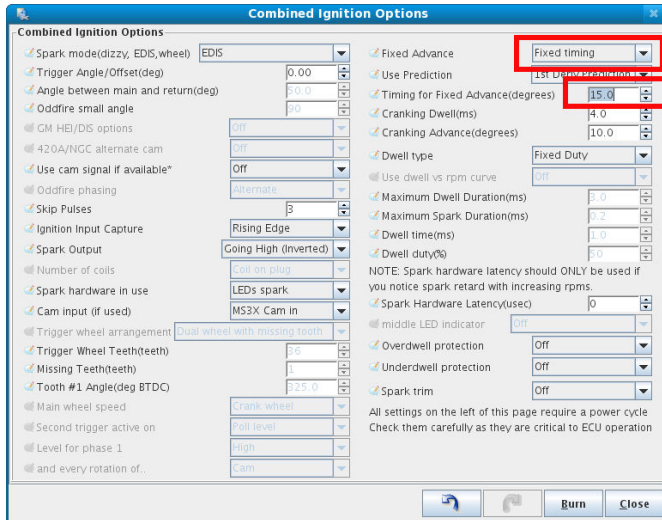 Combined Ignition Options
Combined Ignition Options
Spark mode(dizzy, EDIS,wheel) EDIS
Trigger Angle/Offset(deg) 0.00
Angle between main and return(deg) 50.0
Oddfire small angle 90
GM HEI/DIS options Off
420A/NGC alternate cam Off
Use cam signal if available* Off
Oddfire phasing Alternate
Skip Pulses 3
Ignition Input Capture Rising Edge
Spark Output Going High (Inverted)
Number of coils Coil on plug
Spark hardware in use LEDs spark
Cam input (if used) MS3X Cam in
Trigger wheel arrangement Dual wheel with missing tooth
Trigger Wheel Teeth(teeth) 36
Missing Teeth(teeth) 1
Tooth #1 Angle(deg BTDC) 325.0
Main wheel speed Crank wheel
Second trigger active on Poll level
Level for phase 1 High
and every rotation of.. Cam
Fixed Advance Fixed timing
Use Prediction 1st Deriv Prediction
Timing for Fixed Advance(degrees) 15.0
Cranking Dwell(ms) 4.0
Cranking Advance(degrees) 10.0
Dwell type Fixed Duty
Use dwell vs rpm curve Off
Maximum Dwell Duration(ms) 3.0
Maximum Spark Duration(ms) 0.2
Dwell time(ms) 1.0
Dwell duty(%) 50
NOTE: Spark hardware latency should ONLY be used if
you notice spark retard with increasing rpms.
Spark Hardware Latency(usec) 0
middle LED indicator Off
Overdwell protection Off
Underdwell protection Off
Spark trim Off
All settings on the left of this page require a power cycle
Check them carefully as they are critical to ECU operation
Burn Close